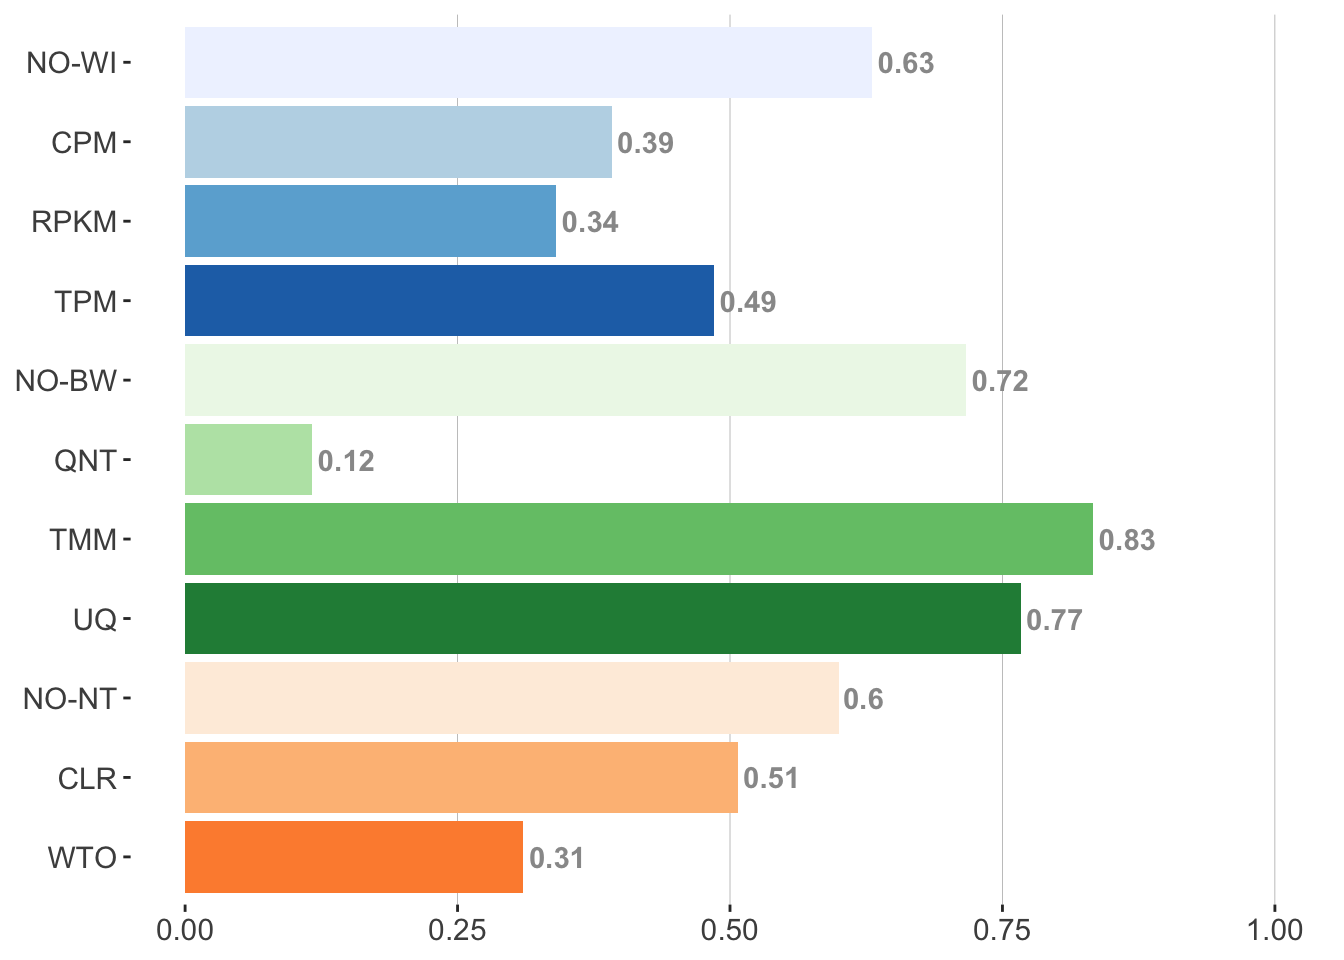 NO-WI 0.63
CPM 0.39
RPKM 0.34
TPM 0.49
NO-BW 0.72
QNT 0.12
TMM 0.83
UQ 0.77
NO-NT 0.6
CLR 0.51
WTO 0.31
0.00 0.25 0.50 0.75 1.00